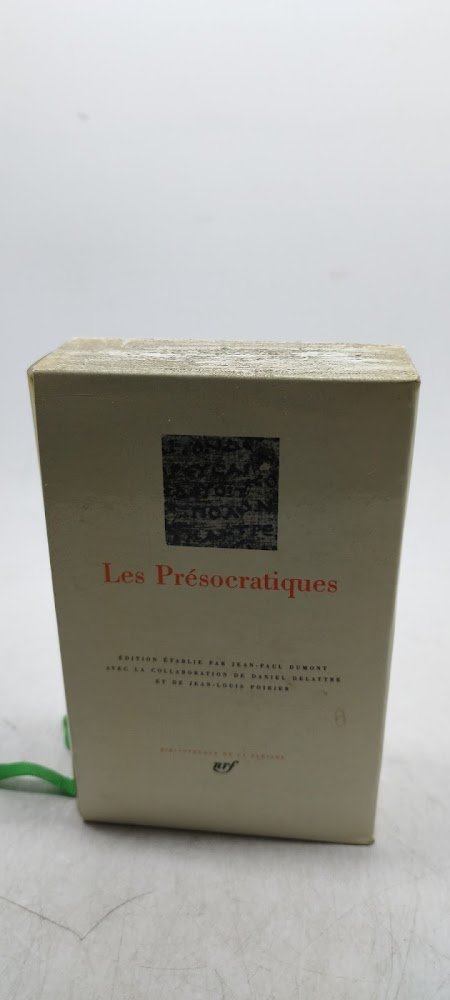 Les Présocratiques
ÉDITION ÉTABLIE PAR JEAN-PAUL DUMONT
AVEC LA COLLABORATION DE DANIEL DELATTRE
ET DE JEAN-LOUIS POIRIER
BIBLIOTHÈQUE DE LA PLÉIADE
nrf